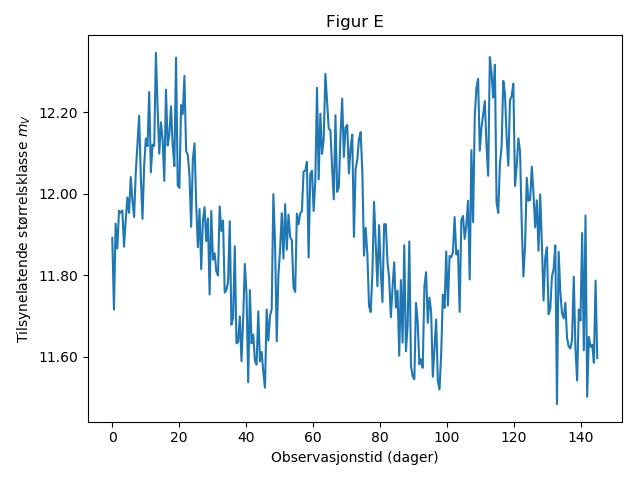 Figur E
12.20
12.00
11.80
11.60
Tilsynelatende størrelsklasse m_V
0 20 40 60 80 100 120 140
Observasjonstid (dager)